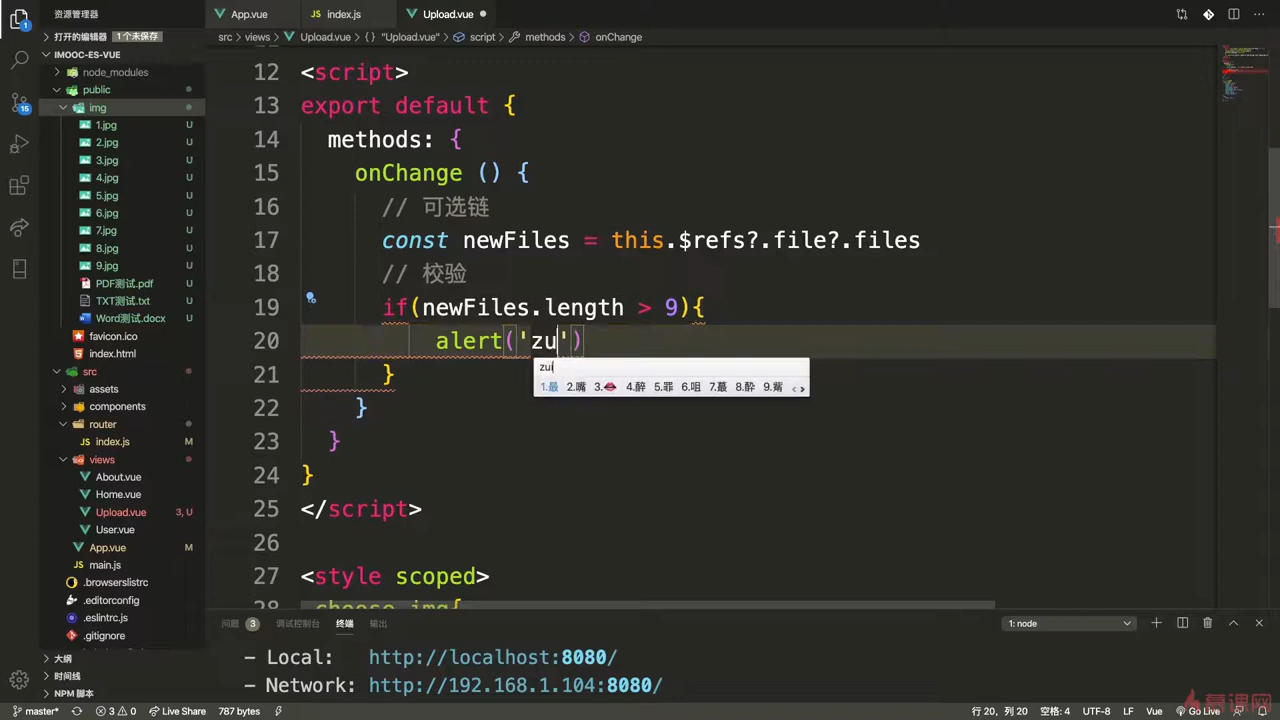 资源管理器
App.vue
index.js
Upload.vue
打开的编辑器 1 个未保存
src > views > Upload.vue > {} "Upload.vue" > script > methods > onChange
IMOOC-ES-VUE
node_modules
public
img
1.jpg U
2.jpg U
3.jpg U
4.jpg U
5.jpg U
6.jpg U
7.jpg U
8.jpg U
9.jpg U
PDF测试.pdf U
TXT测试.txt U
Word测试.docx U
favicon.ico
index.html
src
assets
components
router
index.js M
views
About.vue
Home.vue
Upload.vue 3, U
User.vue
App.vue M
main.js
.browserslistrc
.editorconfig
.eslintrc.js
.gitignore
大纲
时间线
NPM 脚本
1
15
12 <script>
13 export default {
14 methods: {
15 onChange () {
16 // 可选链
17 const newFiles = this.$refs?.file?.files
18 // 校验
19 if(newFiles.length > 9){
20 alert('zu')
21 }
22 }
23 }
24 }
25 </script>
26
27 <style scoped>
28
zui
1.最 2.嘴 3.👄 4.醉 5.罪 6.咀 7.蕞 8.酔 9.觜 < >
问题 3 调试控制台 终端 输出
1: node
- Local: http://localhost:8080/
- Network: http://192.168.1.104:8080/
慕课网
master* 3 0 Live Share 787 bytes
行 20, 列 20 空格: 4 UTF-8 LF Vue Go Live